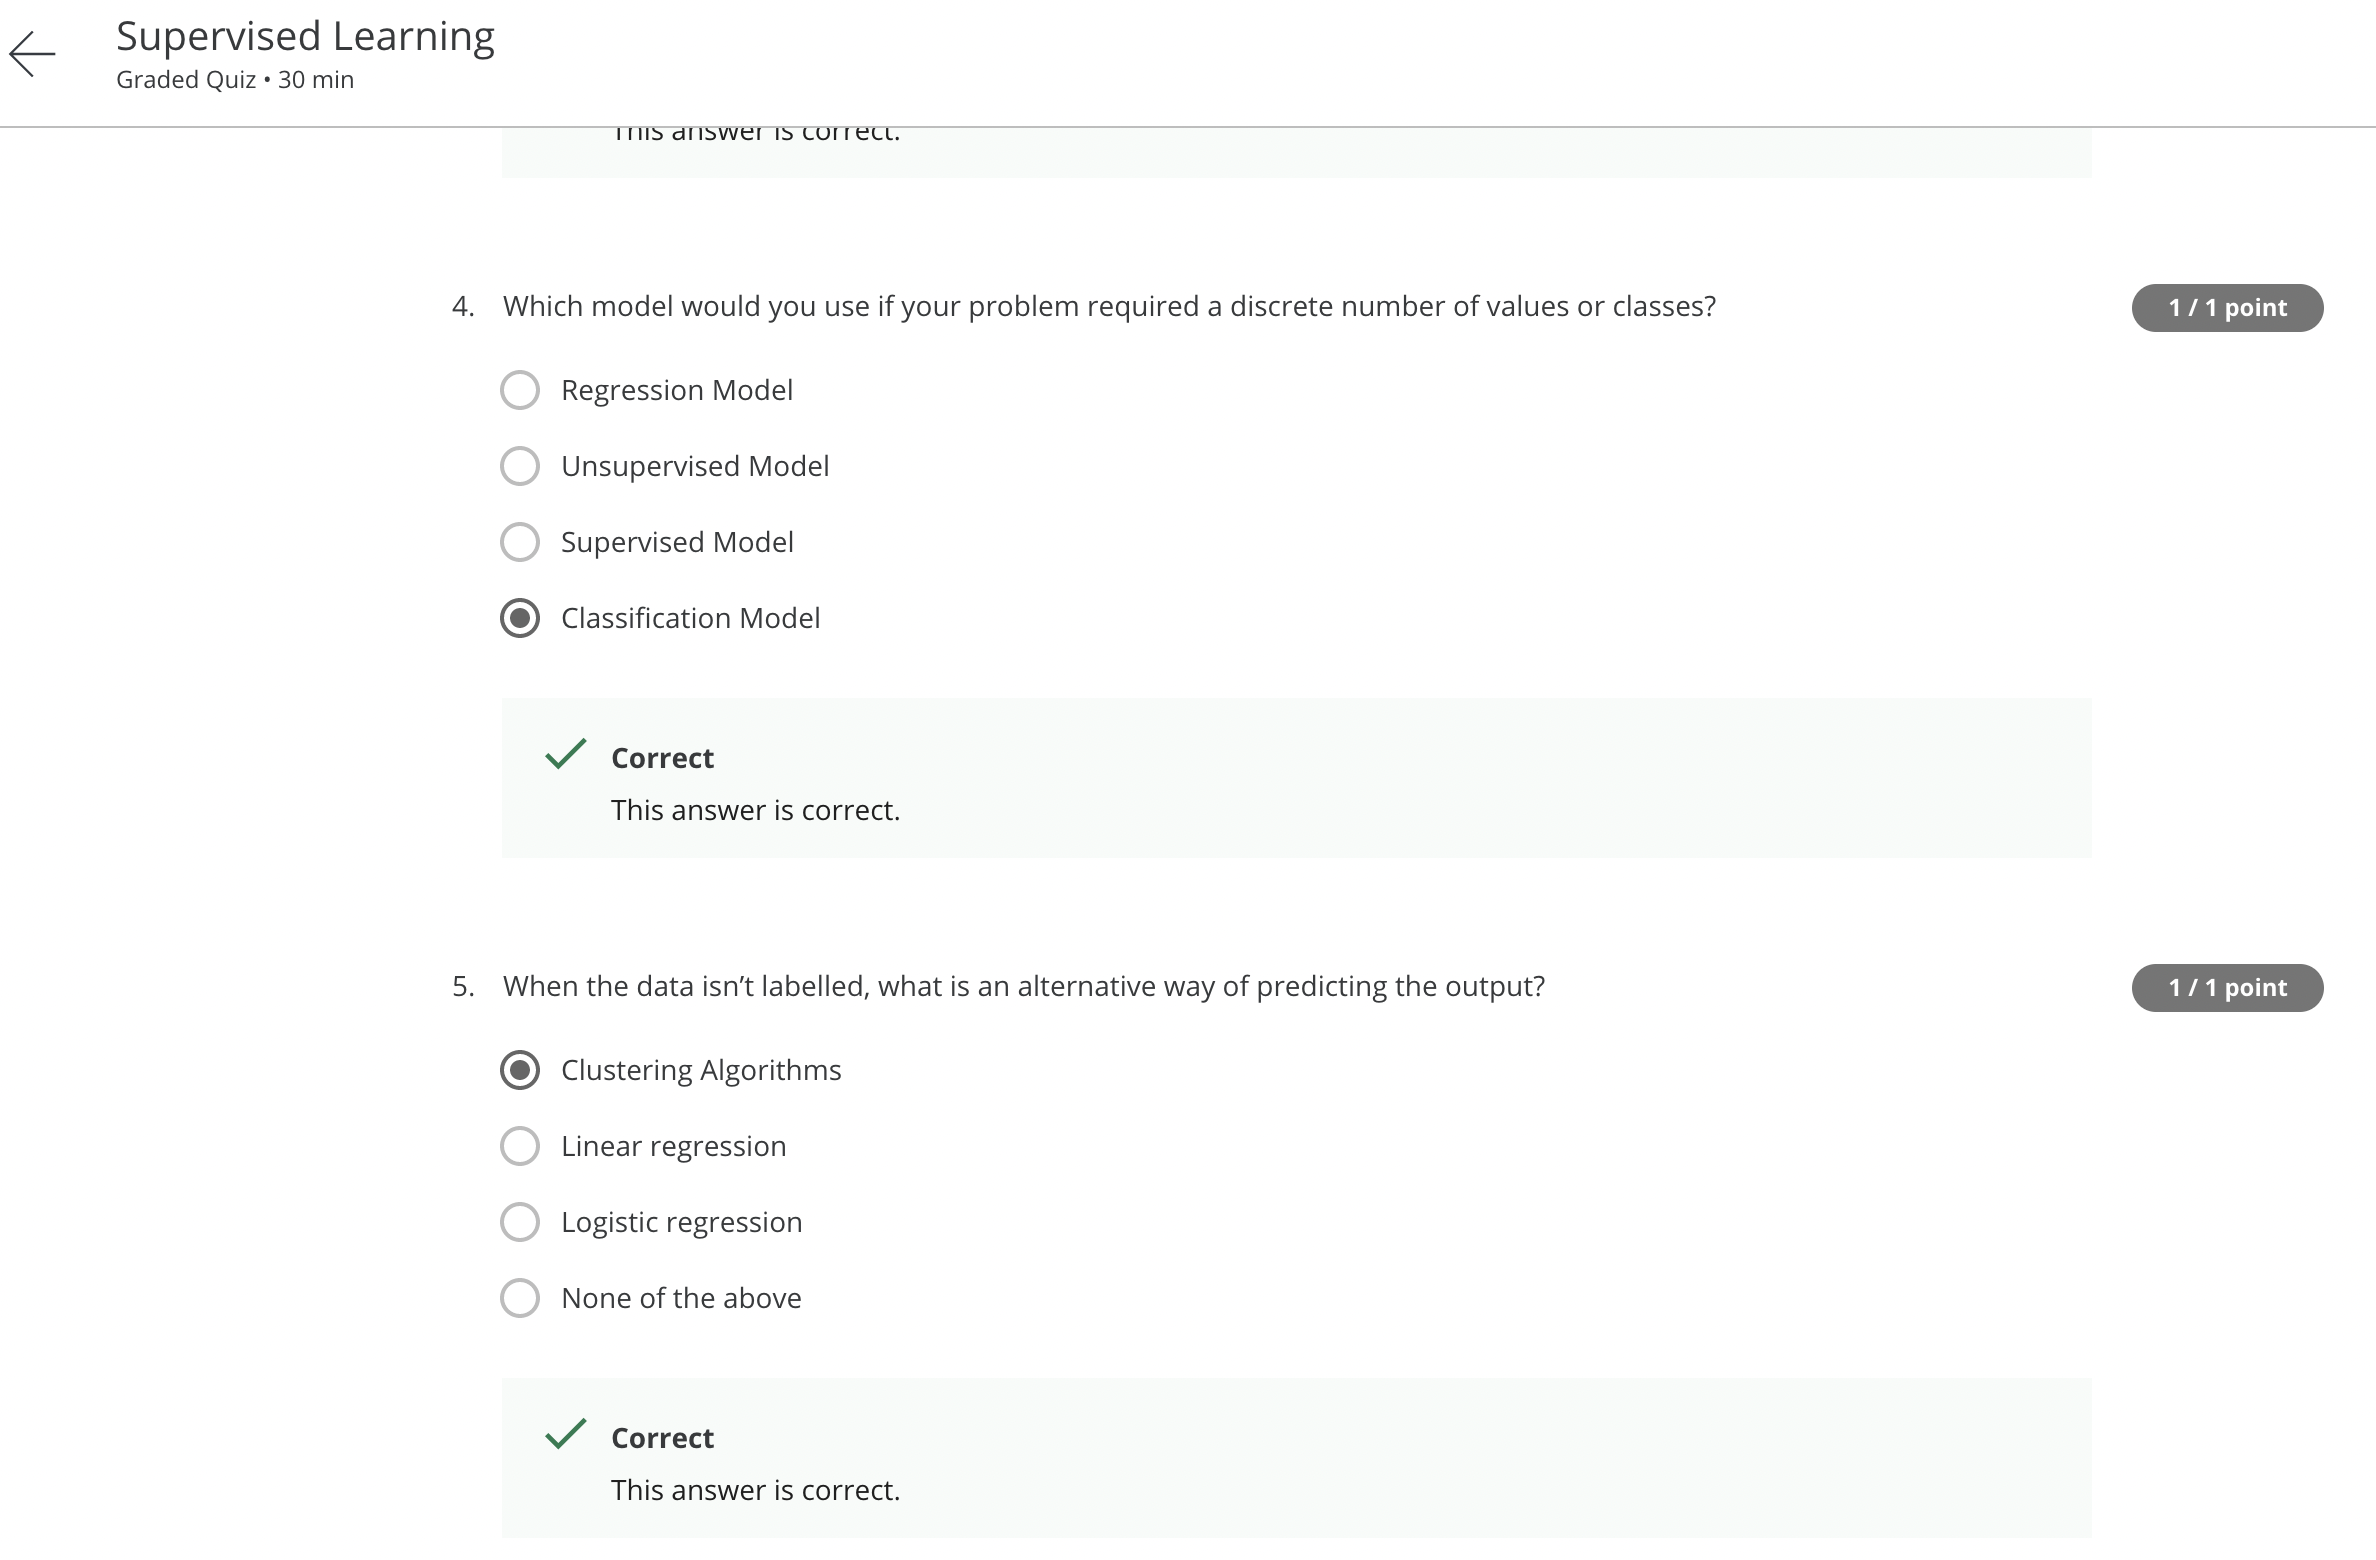 Supervised Learning
Graded Quiz • 30 min
This answer is correct.
4. Which model would you use if your problem required a discrete number of values or classes?
1 / 1 point
Regression Model
Unsupervised Model
Supervised Model
Classification Model
Correct
This answer is correct.
5. When the data isn’t labelled, what is an alternative way of predicting the output?
1 / 1 point
Clustering Algorithms
Linear regression
Logistic regression
None of the above
Correct
This answer is correct.